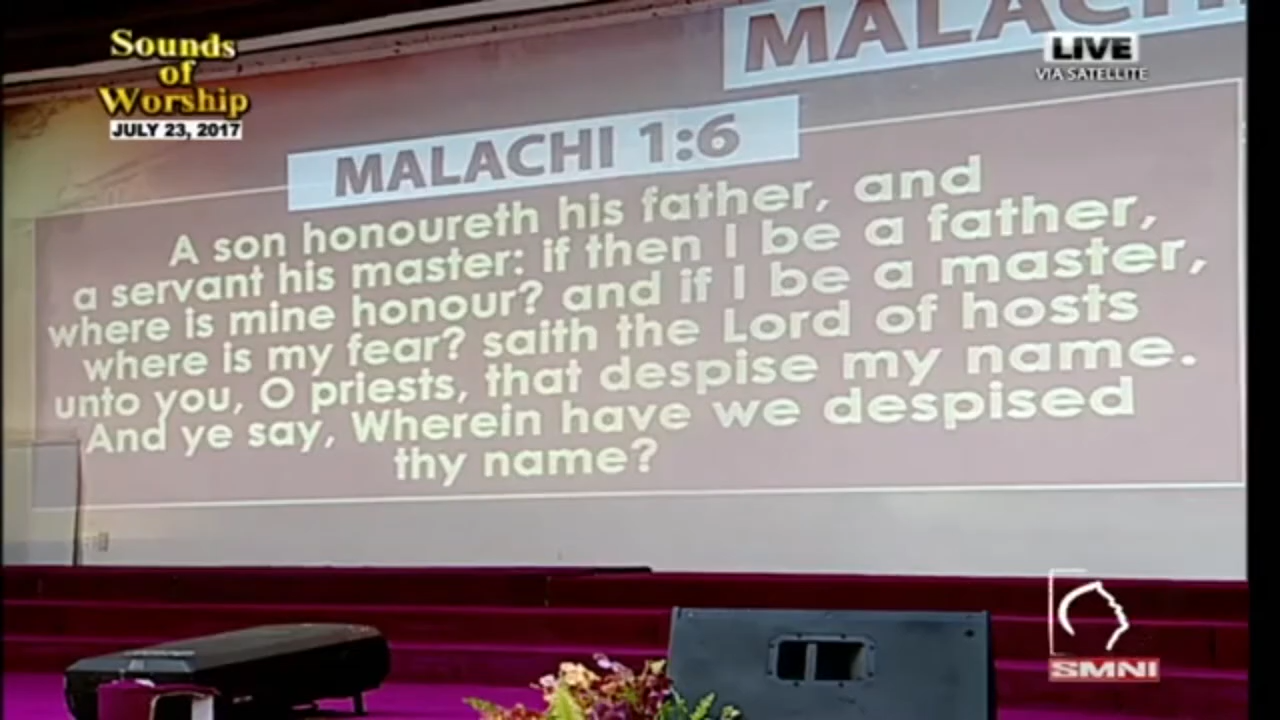 Sounds
of
Worship
JULY 23, 2017
LIVE
VIA SATELLITE
MALACHI 1:6
A son honoureth his father, and
a servant his master: if then I be a father,
where is mine honour? and if I be a master,
where is my fear? saith the Lord of hosts
unto you, O priests, that despise my name.
And ye say, Wherein have we despised
thy name?
SMNI